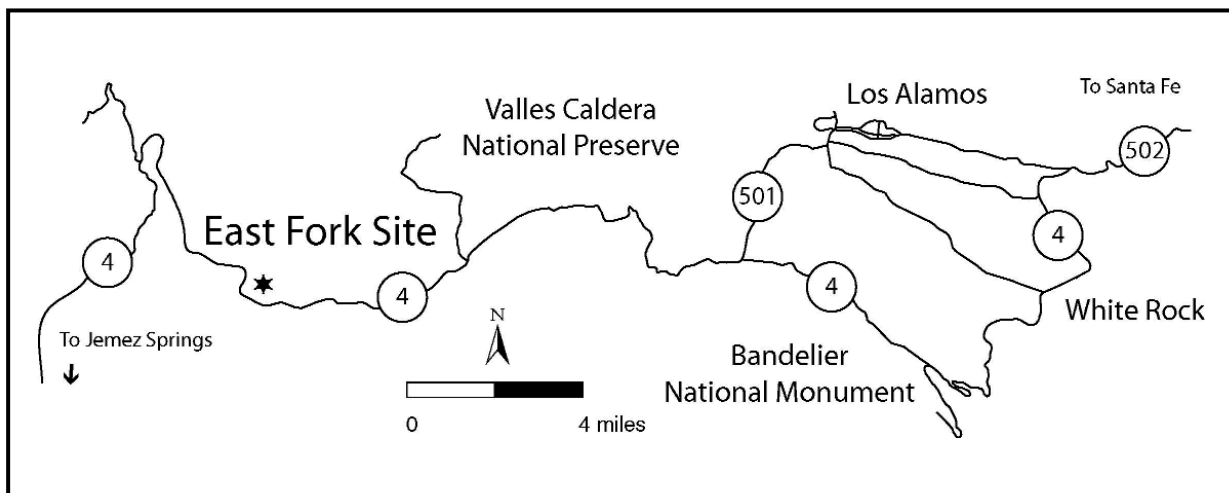 To Santa Fe
Los Alamos
Valles Caldera
National Preserve
502
501
East Fork Site
4
4
4
4
White Rock
To Jemez Springs
N
Bandelier
National Monument
0
4 miles